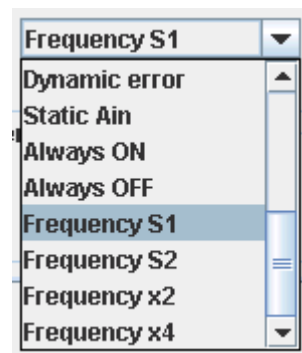 Frequency S1
Dynamic error
Static Ain
Always ON
Always OFF
Frequency S1
Frequency S2
Frequency x2
Frequency x4